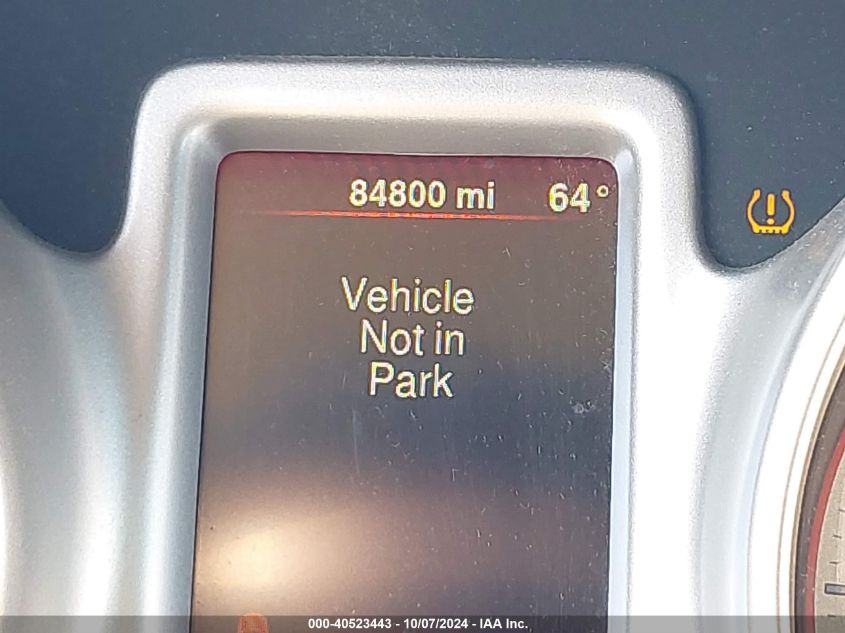 84800 mi 64°
Vehicle
Not in
Park
000-40523443 - 10/07/2024 - IAA Inc.